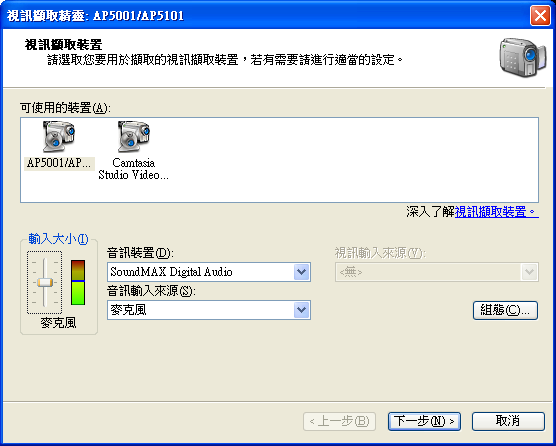 視訊擷取精靈: AP5001/AP5101
視訊擷取裝置
請選取您要用於擷取的視訊擷取裝置，若有需要請進行適當的設定。
可使用的裝置(A):
AP5001/AP...
Camtasia
Studio Video...
深入了解視訊擷取裝置。
輸入大小(I)
音訊裝置(D):
視訊輸入來源(V):
SoundMAX Digital Audio
<無>
音訊輸入來源(S):
麥克風
組態(C)...
麥克風
< 上一步(B)
下一步(N) >
取消